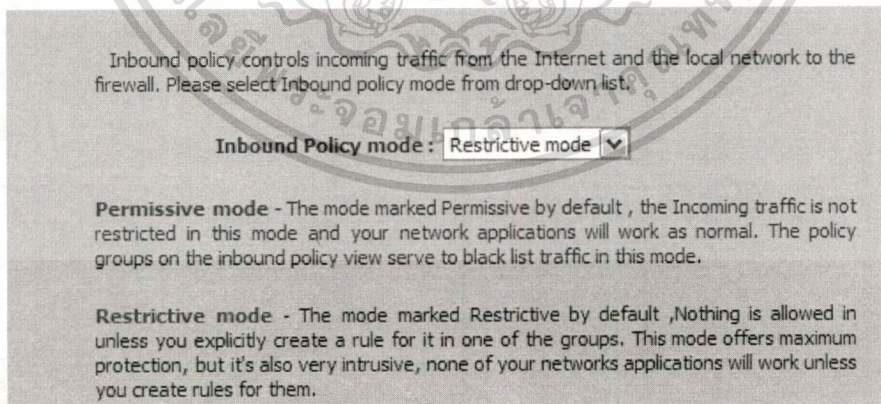 Inbound policy controls incoming traffic from the Internet and the local network to the
firewall. Please select Inbound policy mode from drop-down list.
Inbound Policy mode : Restrictive mode
Permissive mode - The mode marked Permissive by default , the Incoming traffic is not
restricted in this mode and your network applications will work as normal. The policy
groups on the inbound policy view serve to black list traffic in this mode.
Restrictive mode - The mode marked Restrictive by default ,Nothing is allowed in
unless you explicitly create a rule for it in one of the groups. This mode offers maximum
protection, but it's also very intrusive, none of your networks applications will work unless
you create rules for them.